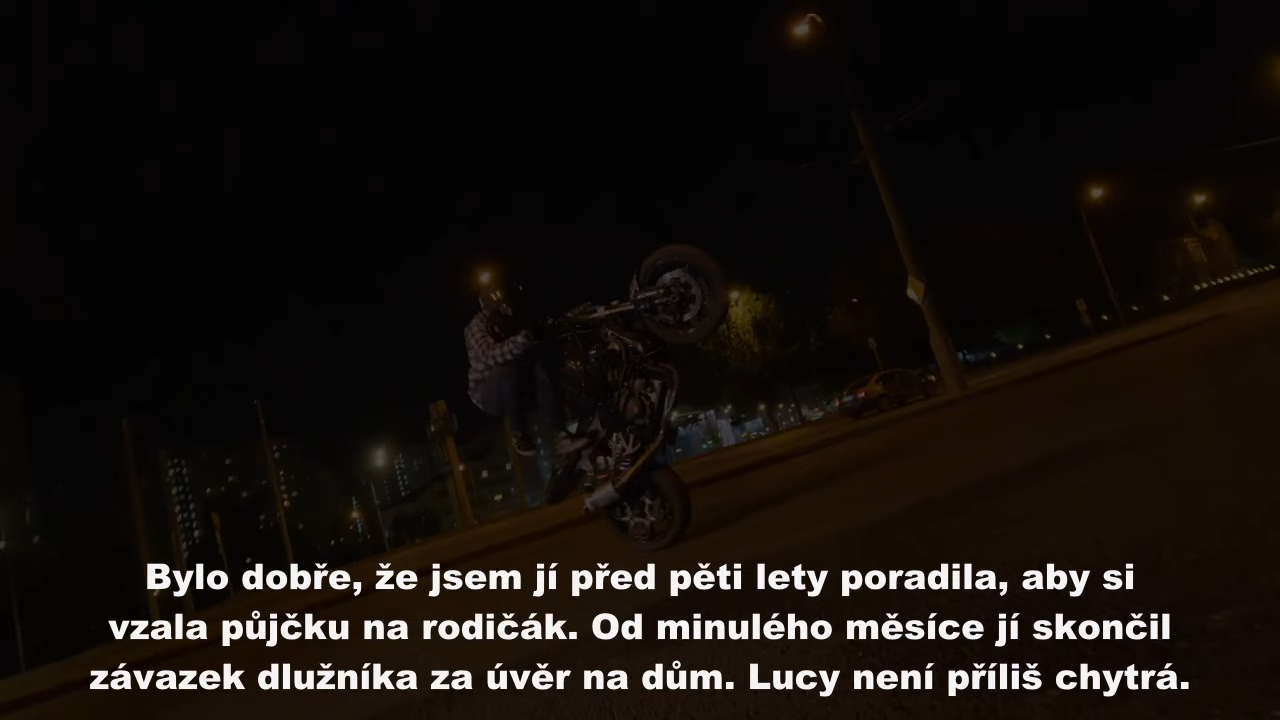 Bylo dobře, že jsem jí před pěti lety poradila, aby si
vzala půjčku na rodičák. Od minulého měsíce jí skončil
závazek dlužníka za úvěr na dům. Lucy není příliš chytrá.